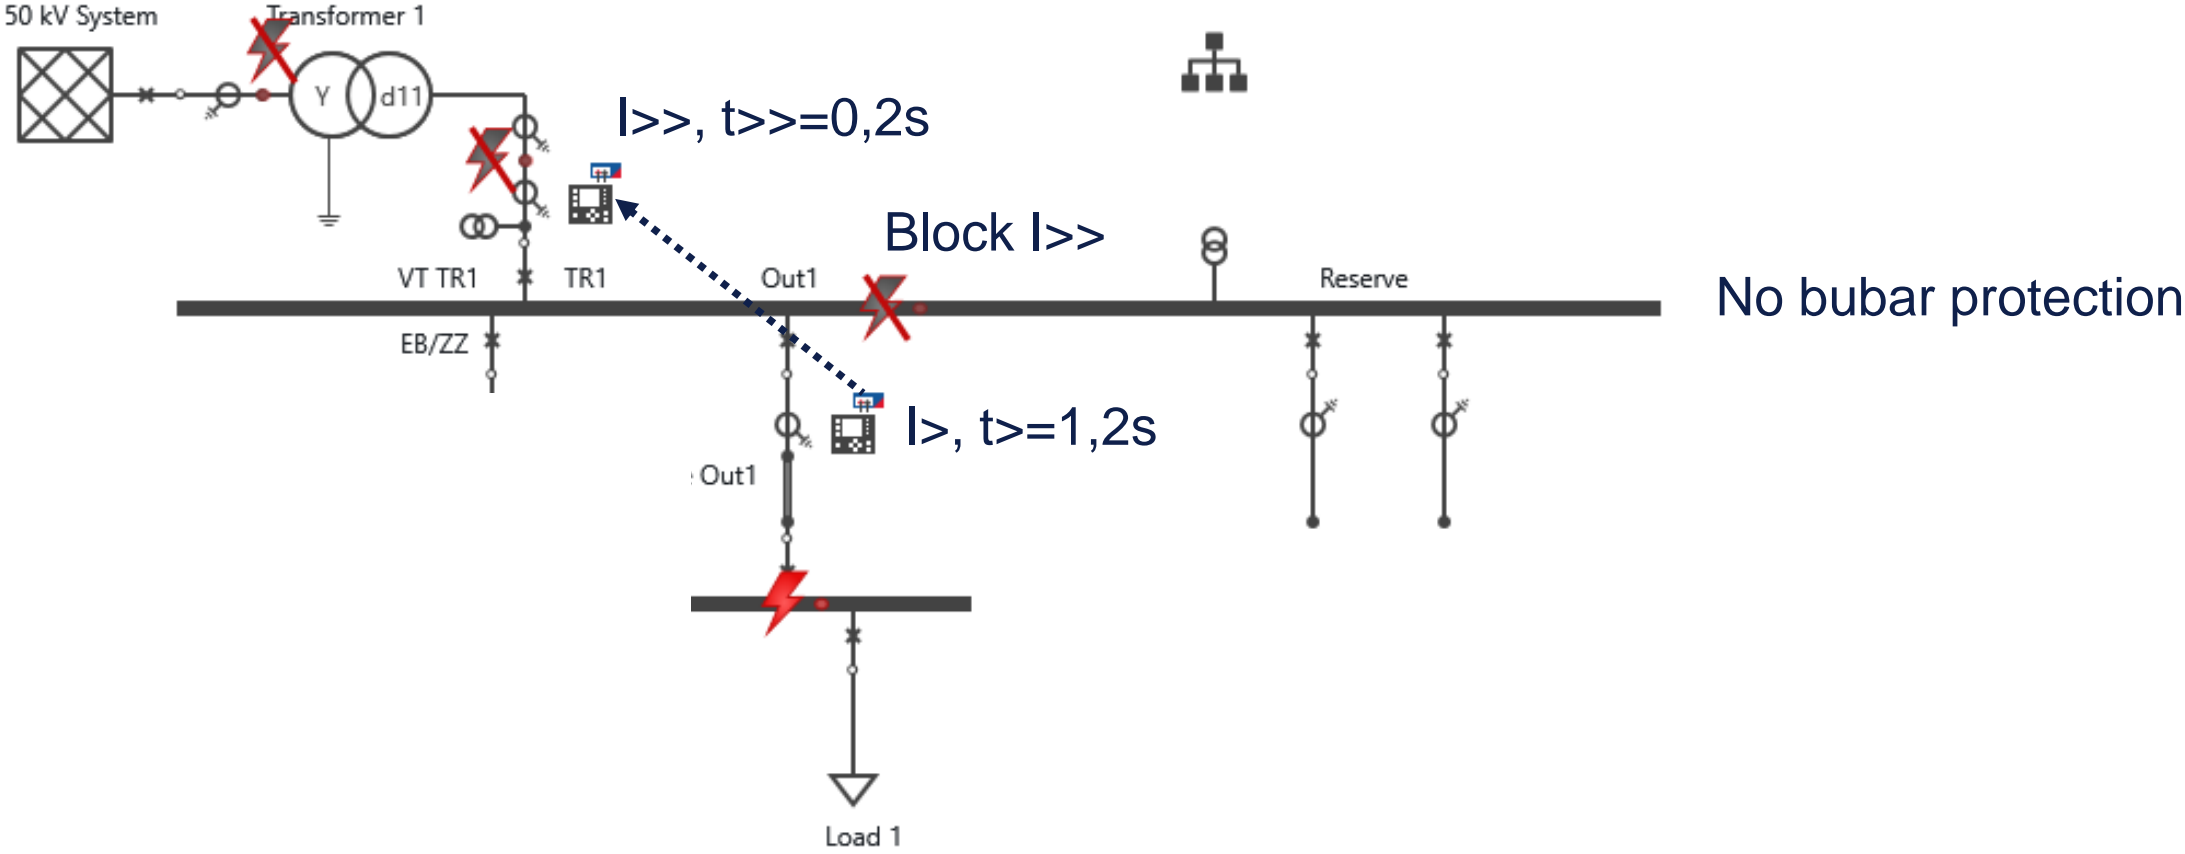 50 kV System
Transformer 1
Y
d11
I>>, t>>=0,2s
Block I>>
VT TR1
TR1
Out1
Reserve
No bubar protection
EB/ZZ
I>, t>=1,2s
Out1
Load 1